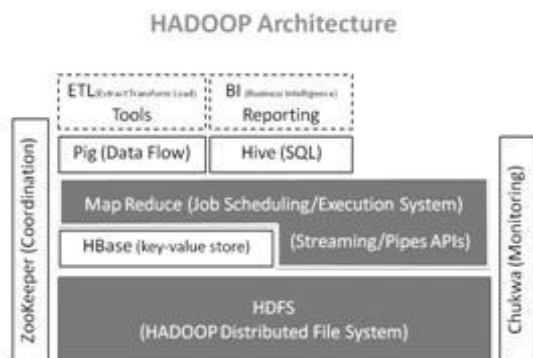 HADOOP Architecture
ETL (Extract Transform Load)
Tools
BI (Business Intelligence)
Reporting
Pig (Data Flow)
Hive (SQL)
Map Reduce (Job Scheduling/Execution System)
(Streaming/Pipes APIs)
HBase (key-value store)
HDFS
(HADOOP Distributed File System)
ZooKeeper (Coordination)
Chukwa (Monitoring)